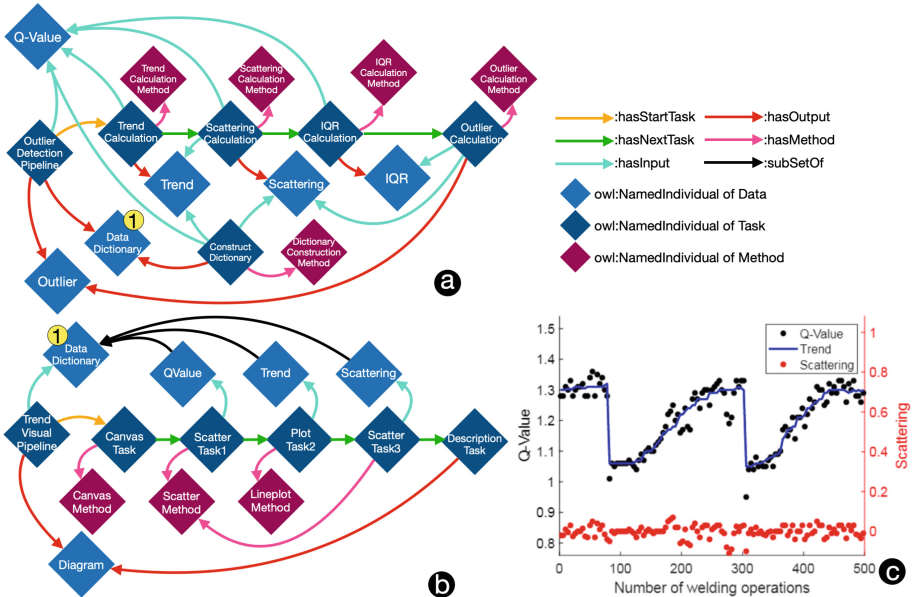 Q-Value
Trend
Calculation
Method
Scattering
Calculation
Method
IQR
Calculation
Method
Outlier
Calculation
Method
Outlier
Detection
Pipeline
Trend
Calculation
Scattering
Calculation
IQR
Calculation
Outlier
Calculation
Trend
Scattering
IQR
1
Data
Dictionary
Construct
Dictionary
Dictionary
Construction
Method
Outlier
a
:hasStartTask
:hasOutput
:hasNextTask
:hasMethod
:hasInput
:subSetOf
owl:NamedIndividual of Data
owl:NamedIndividual of Task
owl:NamedIndividual of Method
1
Data
Dictionary
QValue
Trend
Scattering
Trend
Visual
Pipeline
Canvas
Task
Scatter
Task1
Plot
Task2
Scatter
Task3
Description
Task
Canvas
Method
Scatter
Method
Lineplot
Method
Diagram
b
1.5
1.4
1.3
1.2
1.1
1
0.9
0.8
Q-Value
Q-Value
Trend
Scattering
1
0.8
0.6
0.4
0.2
0
Scattering
0
100
200
300
400
500
Number of welding operations
c